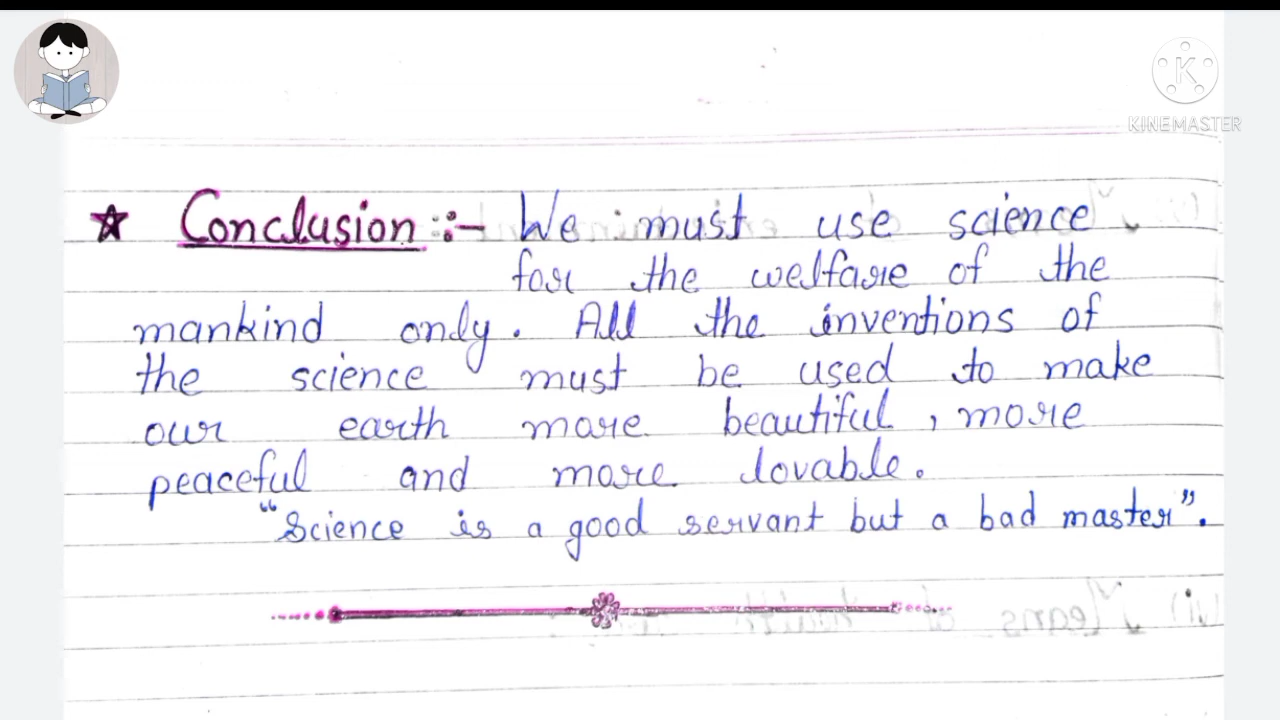 KINEMASTER
★ Conclusion :- We must use science
for the welfare of the
mankind only. All the inventions of
the science must be used to make
our earth more beautiful, more
peaceful and more lovable.
"Science is a good servant but a bad master".